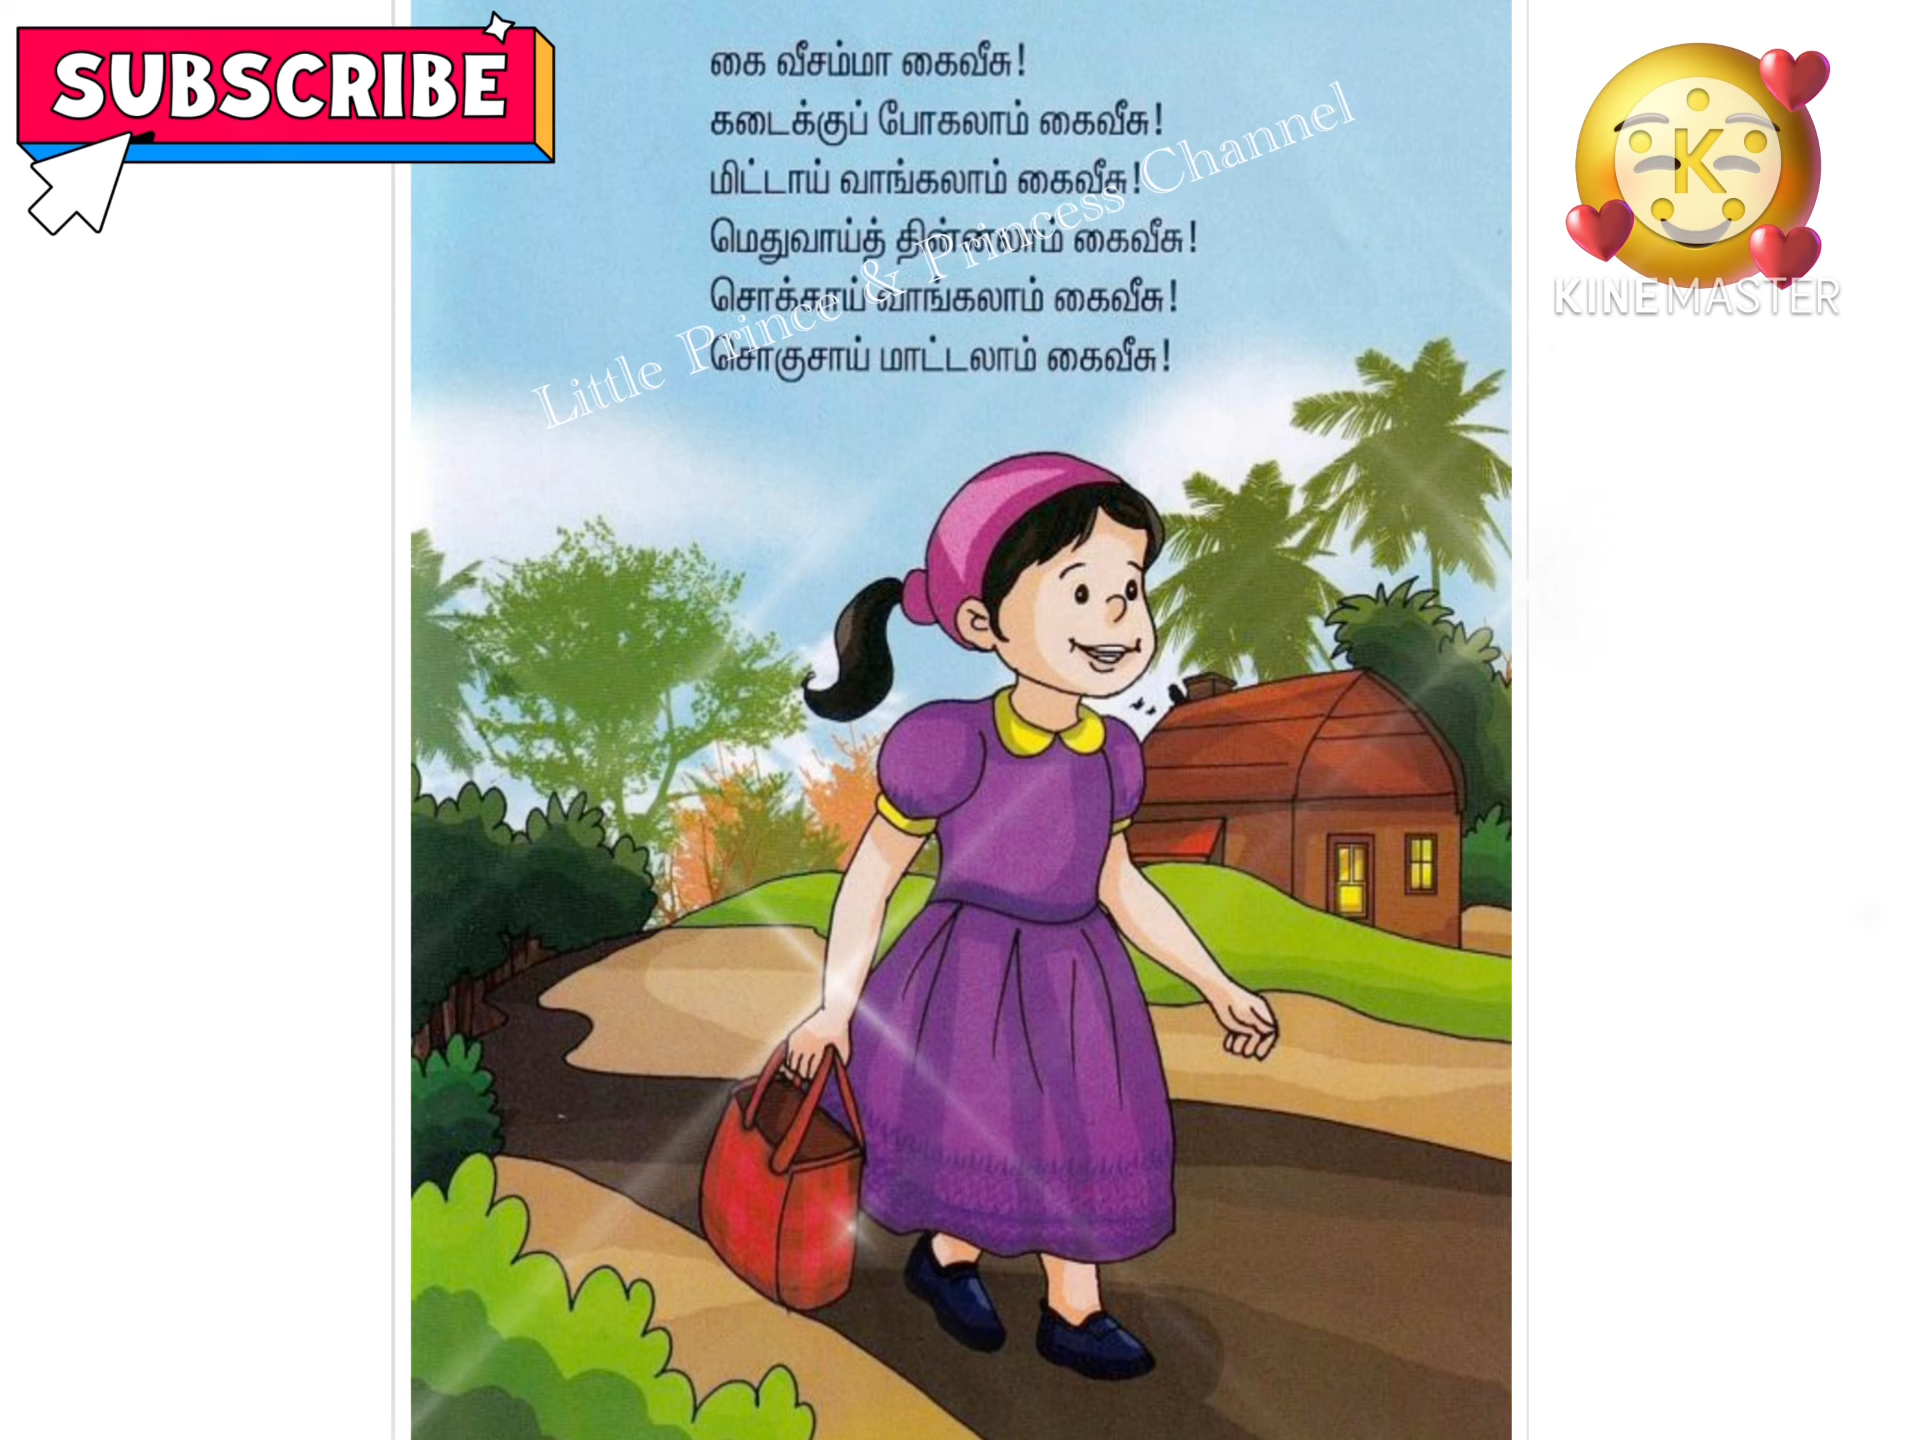 SUBSCRIBE
கை வீசம்மா கைவீசு!
கடைக்குப் போகலாம் கைவீசு!
மிட்டாய் வாங்கலாம் கைவீசு!
மெதுவாய்த் தின்னலாம் கைவீசு!
சொக்காய் வாங்கலாம் கைவீசு!
சொகுசாய் மாட்டலாம் கைவீசு!
Little Prince & Princess Channel
K
KINEMASTER